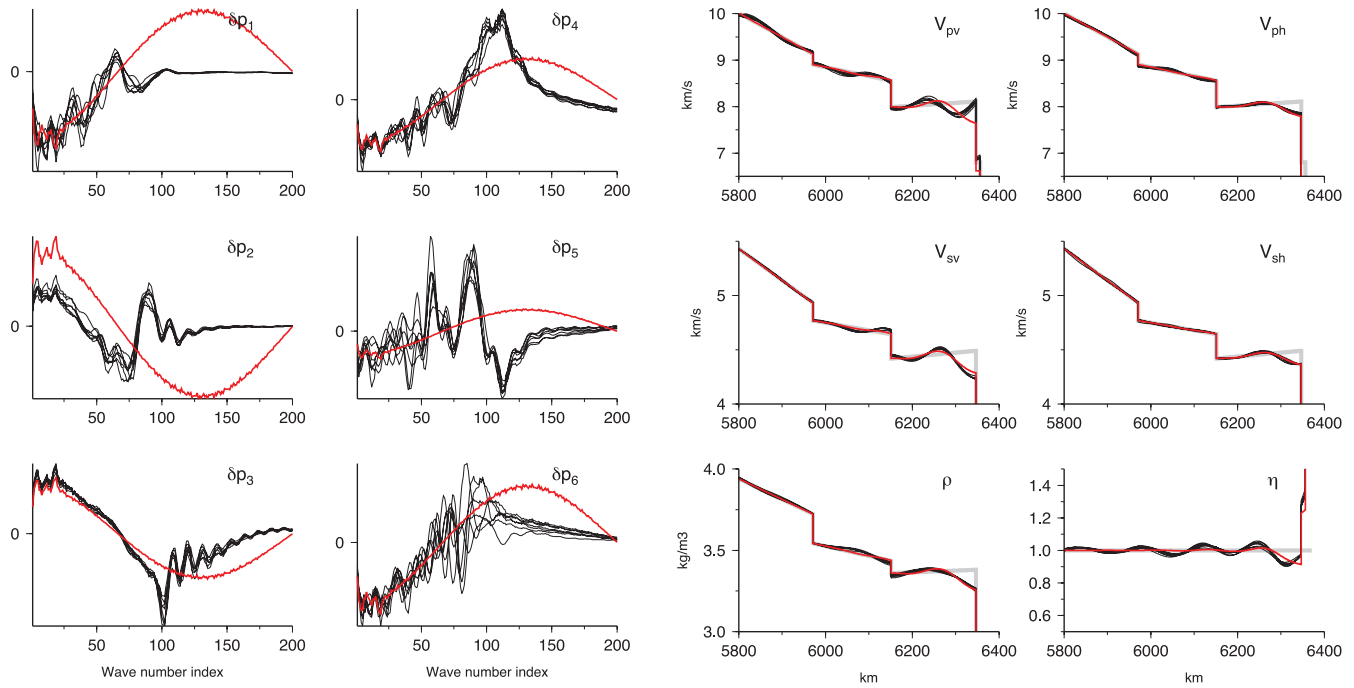 δp1
0
50 100 150 200
δp4
0
50 100 150 200
δp2
0
50 100 150 200
δp5
0
50 100 150 200
δp3
0
50 100 150 200
Wave number index
δp6
0
50 100 150 200
Wave number index
Vpv
10
9
8
7
km/s
5800 6000 6200 6400
Vph
10
9
8
7
km/s
5800 6000 6200 6400
Vsv
5
4
km/s
5800 6000 6200 6400
Vsh
5
4
km/s
5800 6000 6200 6400
ρ
4.0
3.5
3.0
kg/m3
5800 6000 6200 6400
km
η
1.4
1.2
1.0
0.8
0.6
5800 6000 6200 6400
km